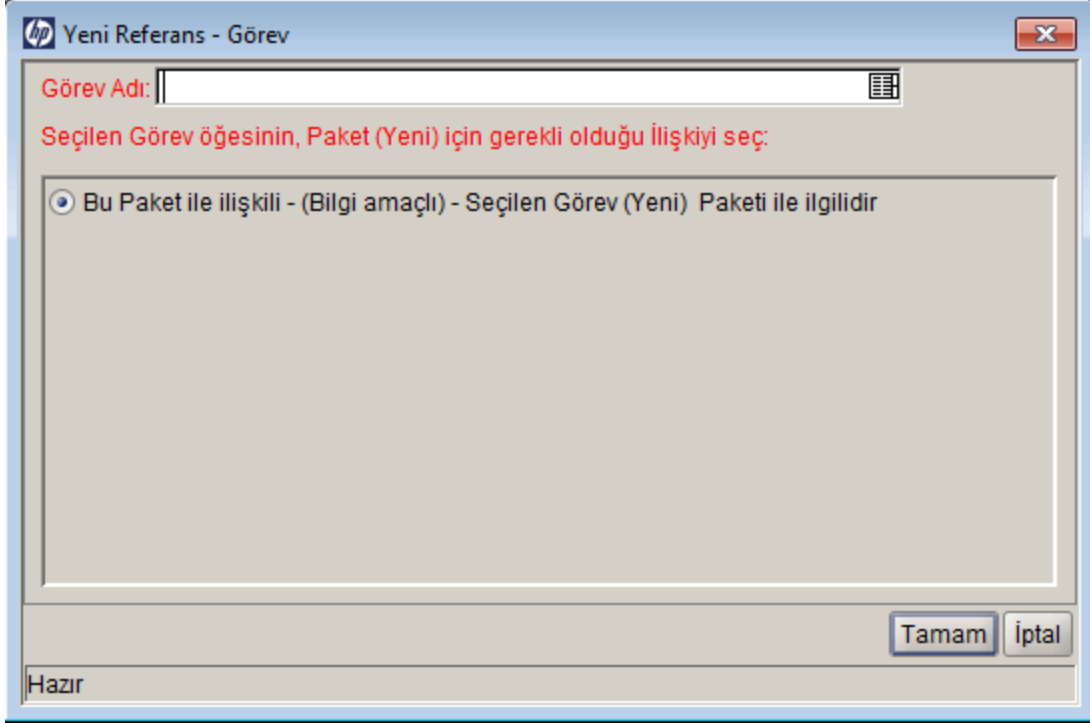 hp Yeni Referans - Görev
Görev Adı:
Seçilen Görev öğesinin, Paket (Yeni) için gerekli olduğu İlişkiyi seç:
Bu Paket ile ilişkili - (Bilgi amaçlı) - Seçilen Görev (Yeni)  Paketi ile ilgilidir
Tamam İptal
Hazır